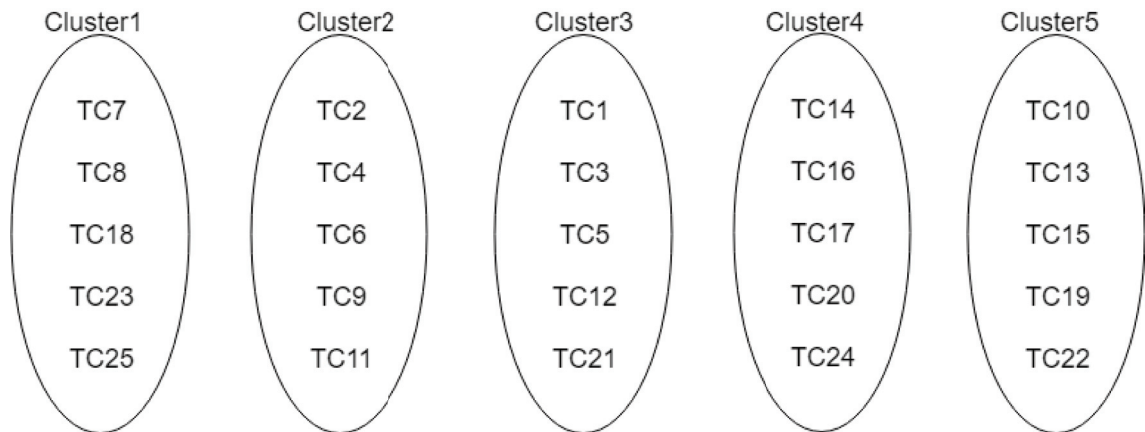 Cluster1
TC7
TC8
TC18
TC23
TC25
Cluster2
TC2
TC4
TC6
TC9
TC11
Cluster3
TC1
TC3
TC5
TC12
TC21
Cluster4
TC14
TC16
TC17
TC20
TC24
Cluster5
TC10
TC13
TC15
TC19
TC22